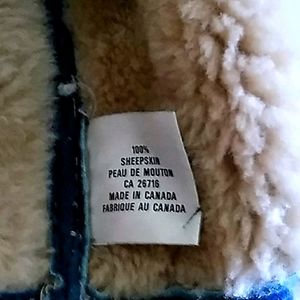 100%
SHEEPSKIN
PEAU DE MOUTON
CA 26716
MADE IN CANADA
FABRIQUE AU CANADA